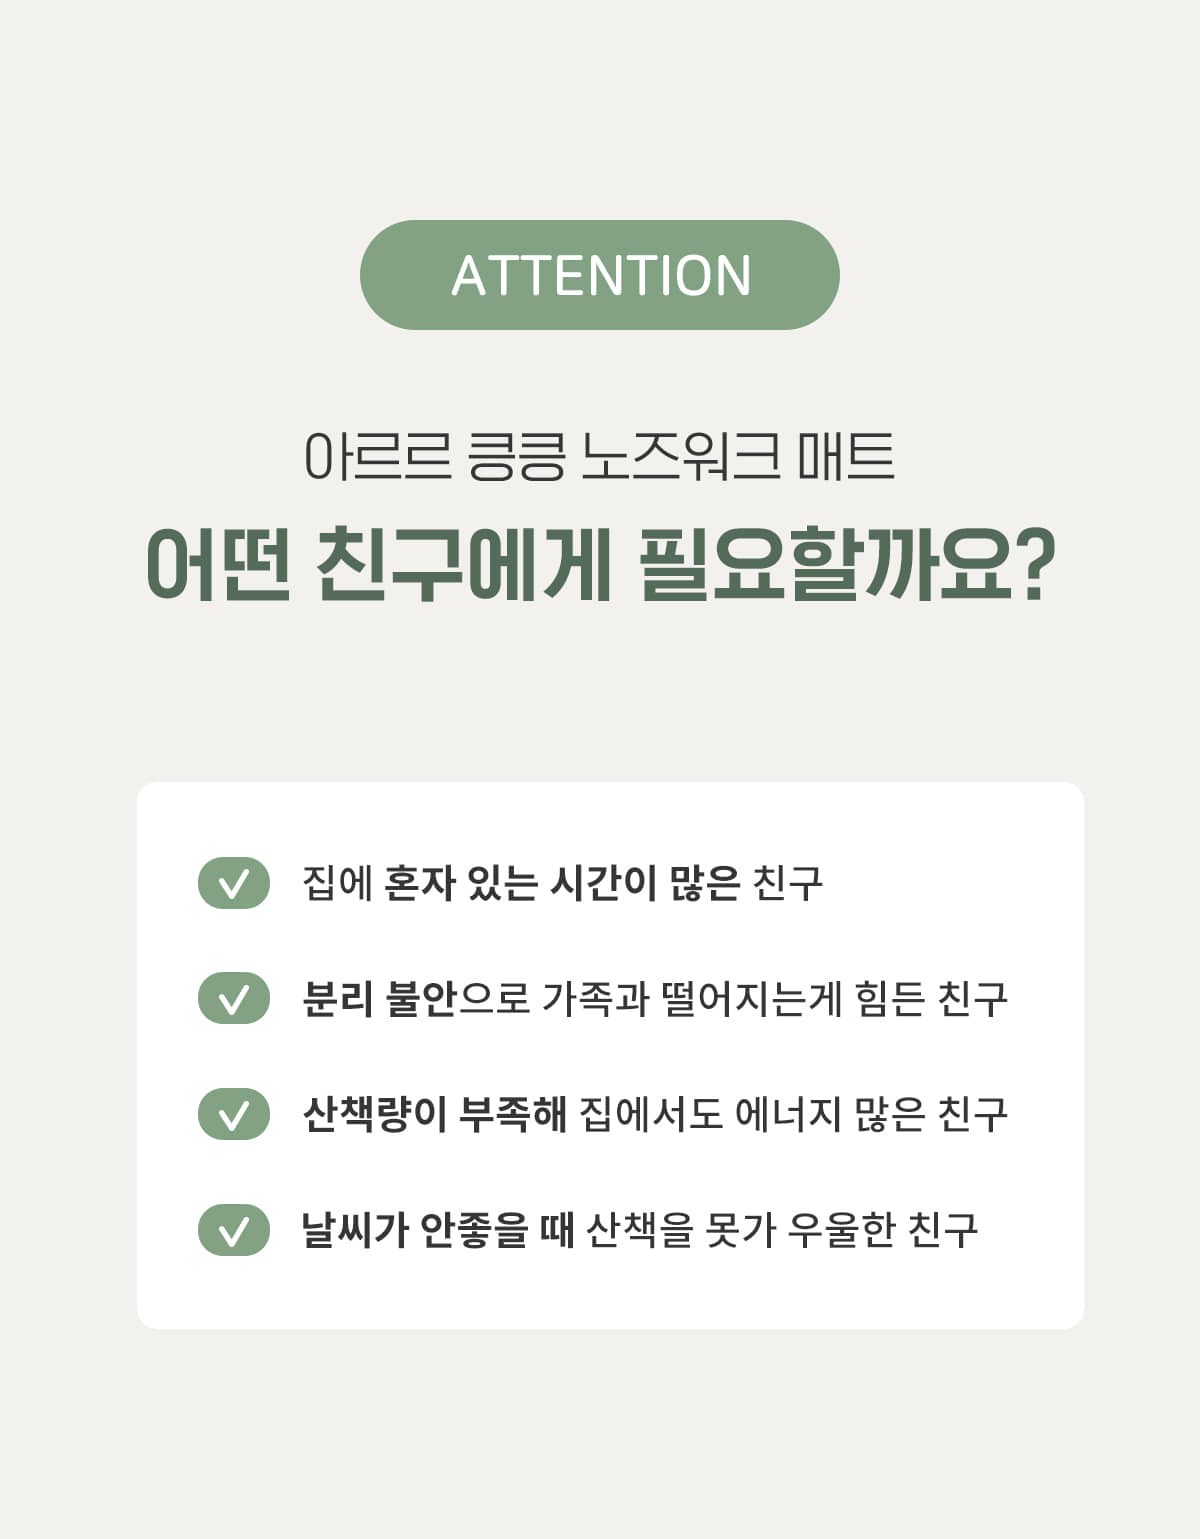 ATTENTION
아르르 킁킁 노즈워크 매트
어떤 친구에게 필요할까요?
집에 혼자 있는 시간이 많은 친구
분리 불안으로 가족과 떨어지는게 힘든 친구
산책량이 부족해 집에서도 에너지 많은 친구
날씨가 안좋을 때 산책을 못가 우울한 친구